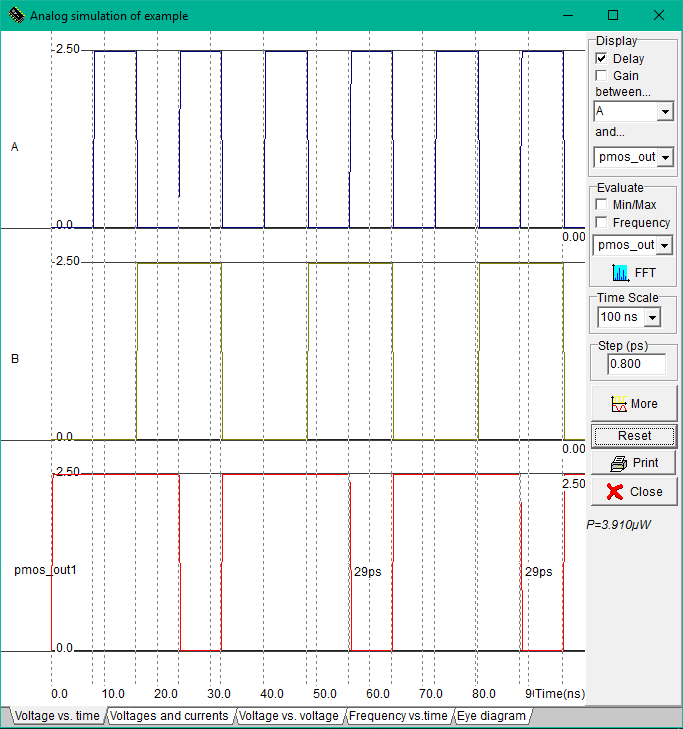 Analog simulation of example
Display
Delay
Gain
between...
A
and...
pmos_out
Evaluate
Min/Max
Frequency
pmos_out
FFT
Time Scale
100 ns
Step (ps)
0.800
More
Reset
Print
Close
P=3.910µW
2.50
A
0.0
0.00
2.50
B
0.0
0.00
2.50
2.50
pmos_out1
29ps
29ps
0.0
0.0 10.0 20.0 30.0 40.0 50.0 60.0 70.0 80.0 9 Time(ns)
Voltage vs. time Voltages and currents Voltage vs. voltage Frequency vs.time Eye diagram